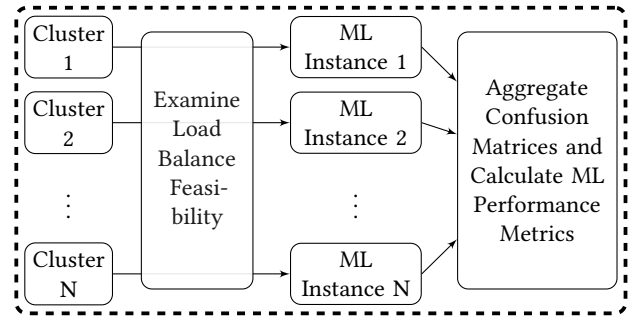 Cluster
1
Cluster
2
⋮
Cluster
N
Examine
Load
Balance
Feasi-
bility
ML
Instance 1
ML
Instance 2
⋮
ML
Instance N
Aggregate
Confusion
Matrices and
Calculate ML
Performance
Metrics